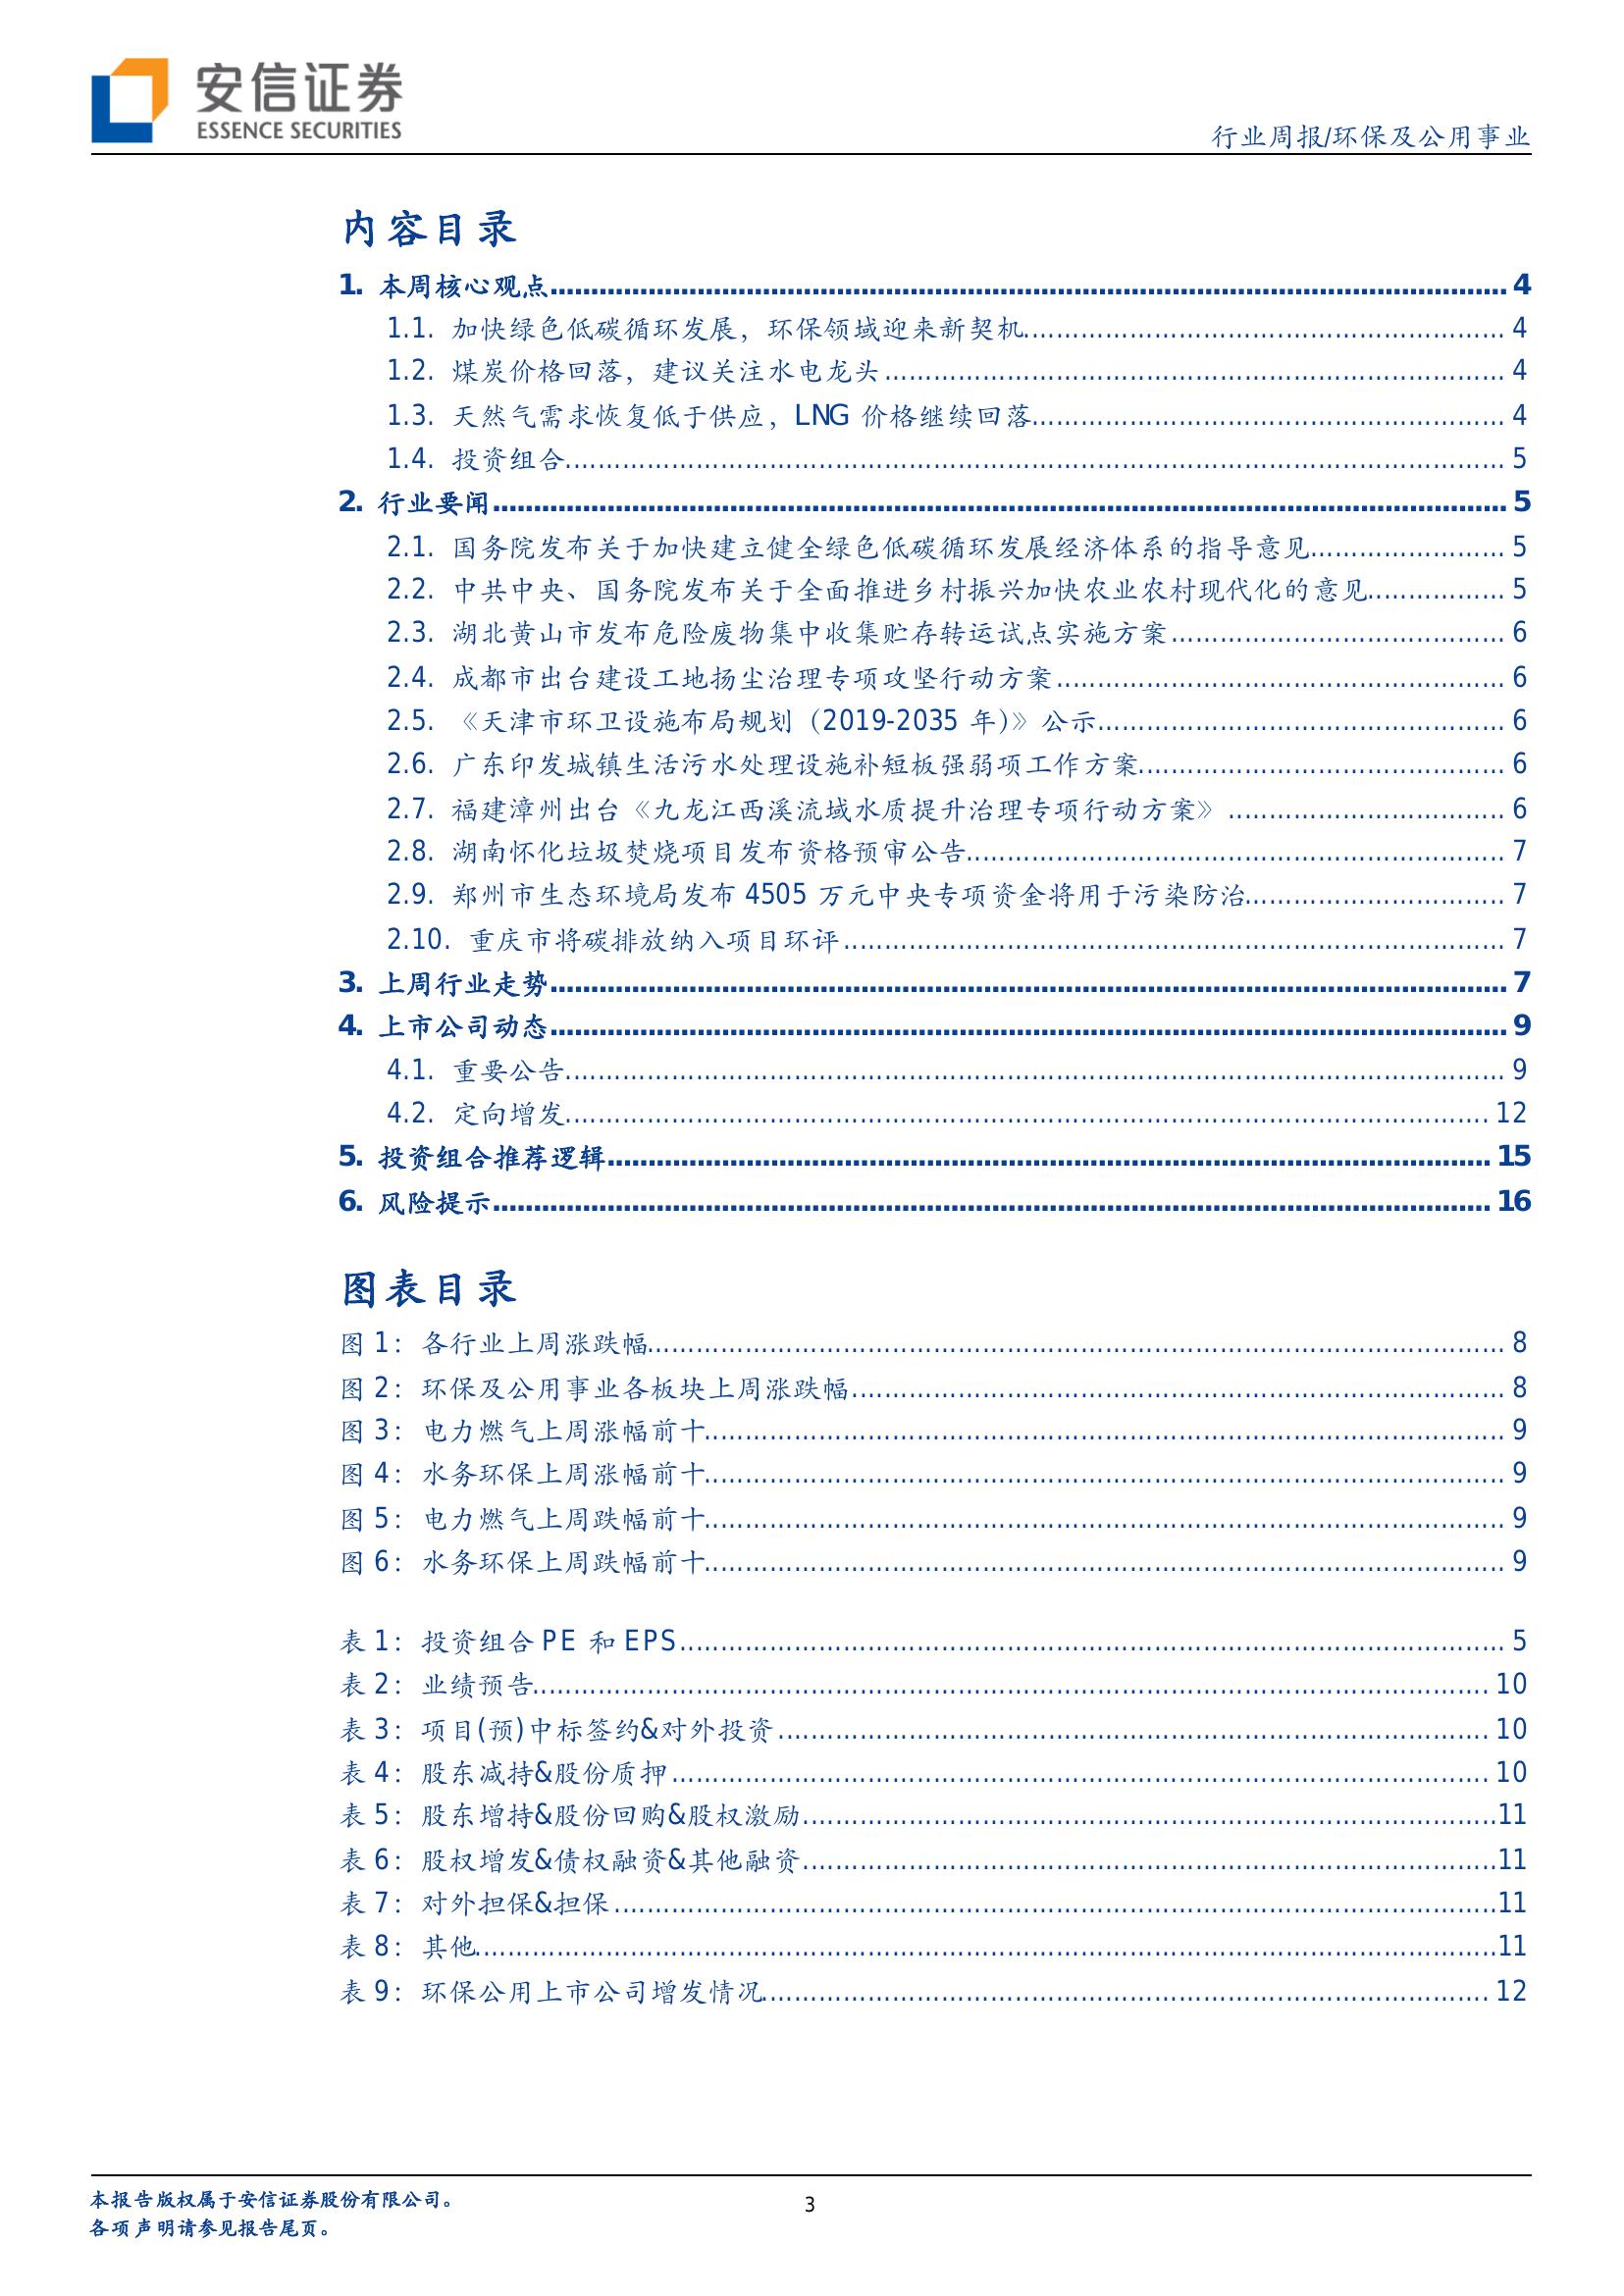 安信证券
ESSENCE SECURITIES
行业周报/环保及公用事业
内容目录
1. 本周核心观点 4
1.1. 加快绿色低碳循环发展，环保领域迎来新契机 4
1.2. 煤炭价格回落，建议关注水电龙头 4
1.3. 天然气需求恢复低于供应，LNG 价格继续回落 4
1.4. 投资组合 5
2. 行业要闻 5
2.1. 国务院发布关于加快建立健全绿色低碳循环发展经济体系的指导意见 5
2.2. 中共中央、国务院发布关于全面推进乡村振兴加快农业农村现代化的意见 5
2.3. 湖北黄山市发布危险废物集中收集贮存转运试点实施方案 6
2.4. 成都市出台建设工地扬尘治理专项攻坚行动方案 6
2.5. 《天津市环卫设施布局规划（2019-2035 年）》公示 6
2.6. 广东印发城镇生活污水处理设施补短板强弱项工作方案 6
2.7. 福建漳州出台《九龙江西溪流域水质提升治理专项行动方案》 6
2.8. 湖南怀化垃圾焚烧项目发布资格预审公告 7
2.9. 郑州市生态环境局发布 4505 万元中央专项资金将用于污染防治 7
2.10. 重庆市将碳排放纳入项目环评 7
3. 上周行业走势 7
4. 上市公司动态 9
4.1. 重要公告 9
4.2. 定向增发 12
5. 投资组合推荐逻辑 15
6. 风险提示 16
图表目录
图 1：各行业上周涨跌幅 8
图 2：环保及公用事业各板块上周涨跌幅 8
图 3：电力燃气上周涨幅前十 9
图 4：水务环保上周涨幅前十 9
图 5：电力燃气上周跌幅前十 9
图 6：水务环保上周跌幅前十 9
表 1：投资组合 PE 和 EPS 5
表 2：业绩预告 10
表 3：项目(预)中标签约&对外投资 10
表 4：股东减持&股份质押 10
表 5：股东增持&股份回购&股权激励 11
表 6：股权增发&债权融资&其他融资 11
表 7：对外担保&担保 11
表 8：其他 11
表 9：环保公用上市公司增发情况 12
本报告版权属于安信证券股份有限公司。
3
各项声明请参见报告尾页。